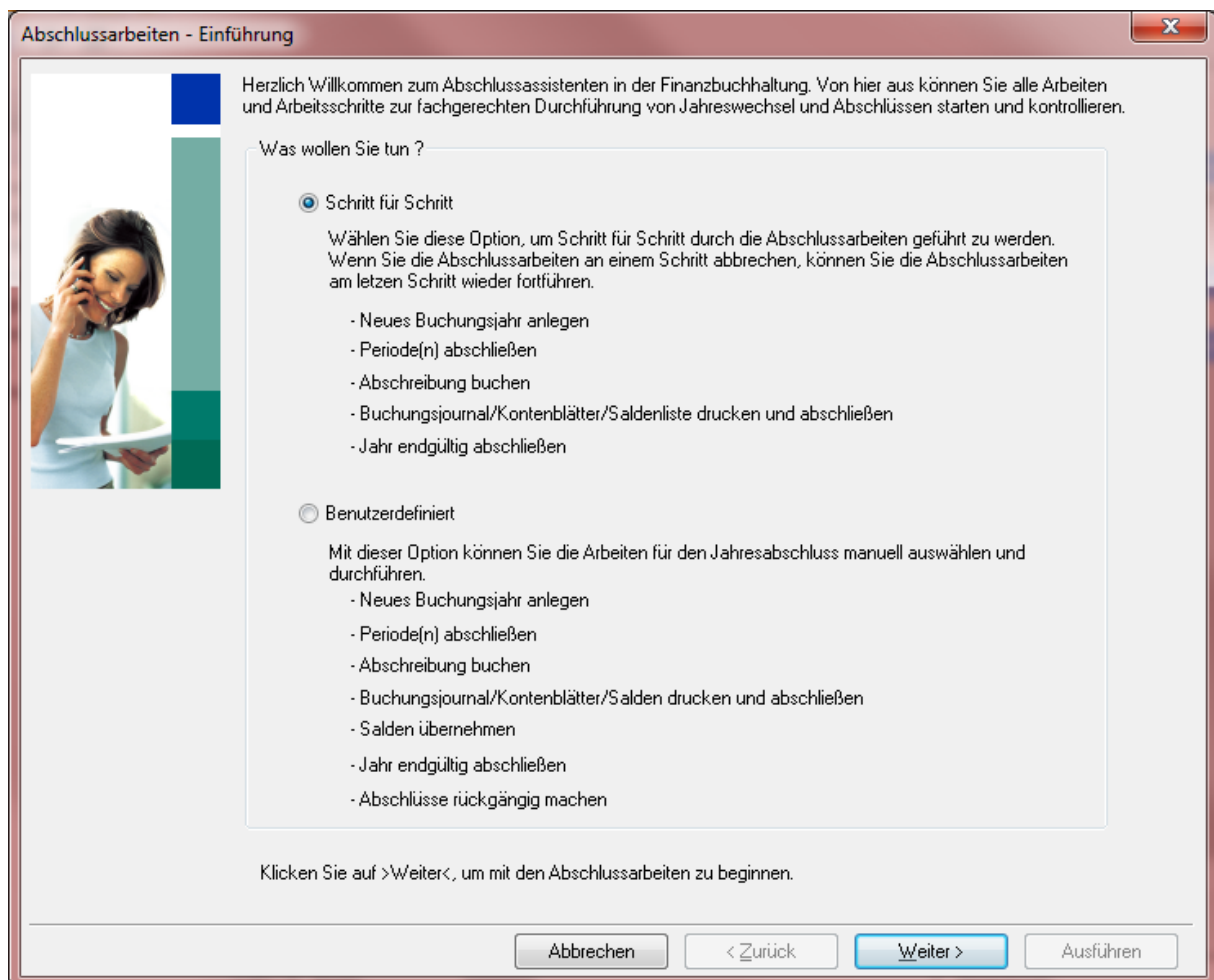 Abschlussarbeiten - Einführung
X
Herzlich Willkommen zum Abschlussassistenten in der Finanzbuchhaltung. Von hier aus können Sie alle Arbeiten
und Arbeitsschritte zur fachgerechten Durchführung von Jahreswechsel und Abschlüssen starten und kontrollieren.
Was wollen Sie tun ?
Schritt für Schritt
Wählen Sie diese Option, um Schritt für Schritt durch die Abschlussarbeiten geführt zu werden.
Wenn Sie die Abschlussarbeiten an einem Schritt abbrechen, können Sie die Abschlussarbeiten
am letzen Schritt wieder fortführen.
- Neues Buchungsjahr anlegen
- Periode(n) abschließen
- Abschreibung buchen
- Buchungsjournal/Kontenblätter/Saldenliste drucken und abschließen
- Jahr endgültig abschließen
Benutzerdefiniert
Mit dieser Option können Sie die Arbeiten für den Jahresabschluss manuell auswählen und
durchführen.
- Neues Buchungsjahr anlegen
- Periode(n) abschließen
- Abschreibung buchen
- Buchungsjournal/Kontenblätter/Salden drucken und abschließen
- Salden übernehmen
- Jahr endgültig abschließen
- Abschlüsse rückgängig machen
Klicken Sie auf >Weiter<, um mit den Abschlussarbeiten zu beginnen.
Abbrechen < Zurück Weiter > Ausführen